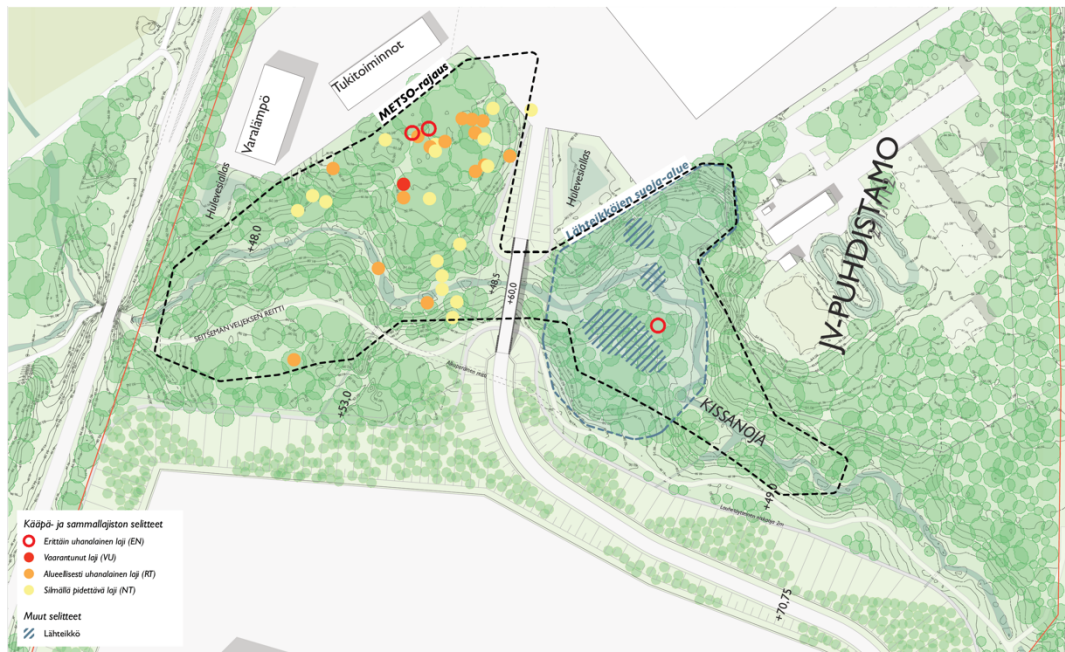 Tukitoiminnot
METSO-rajaus
Varalämpö
Hulevesiallas
Hulevesiallas
Lähteikköjen suoja-alue
JV-PUHDISTAMO
+48,0
+48,5
+60,0
SEITSEMÄN VELJEKSEN REITTI
+53,0
KISSANOJA
+49,0
+70,75
Kääpä- ja sammallajiston selitteet
Erittäin uhanalainen laji (EN)
Vaarantunut laji (VU)
Alueellisesti uhanalainen laji (RT)
Silmällä pidettävä laji (NT)
Muut selitteet
Lähteikkö